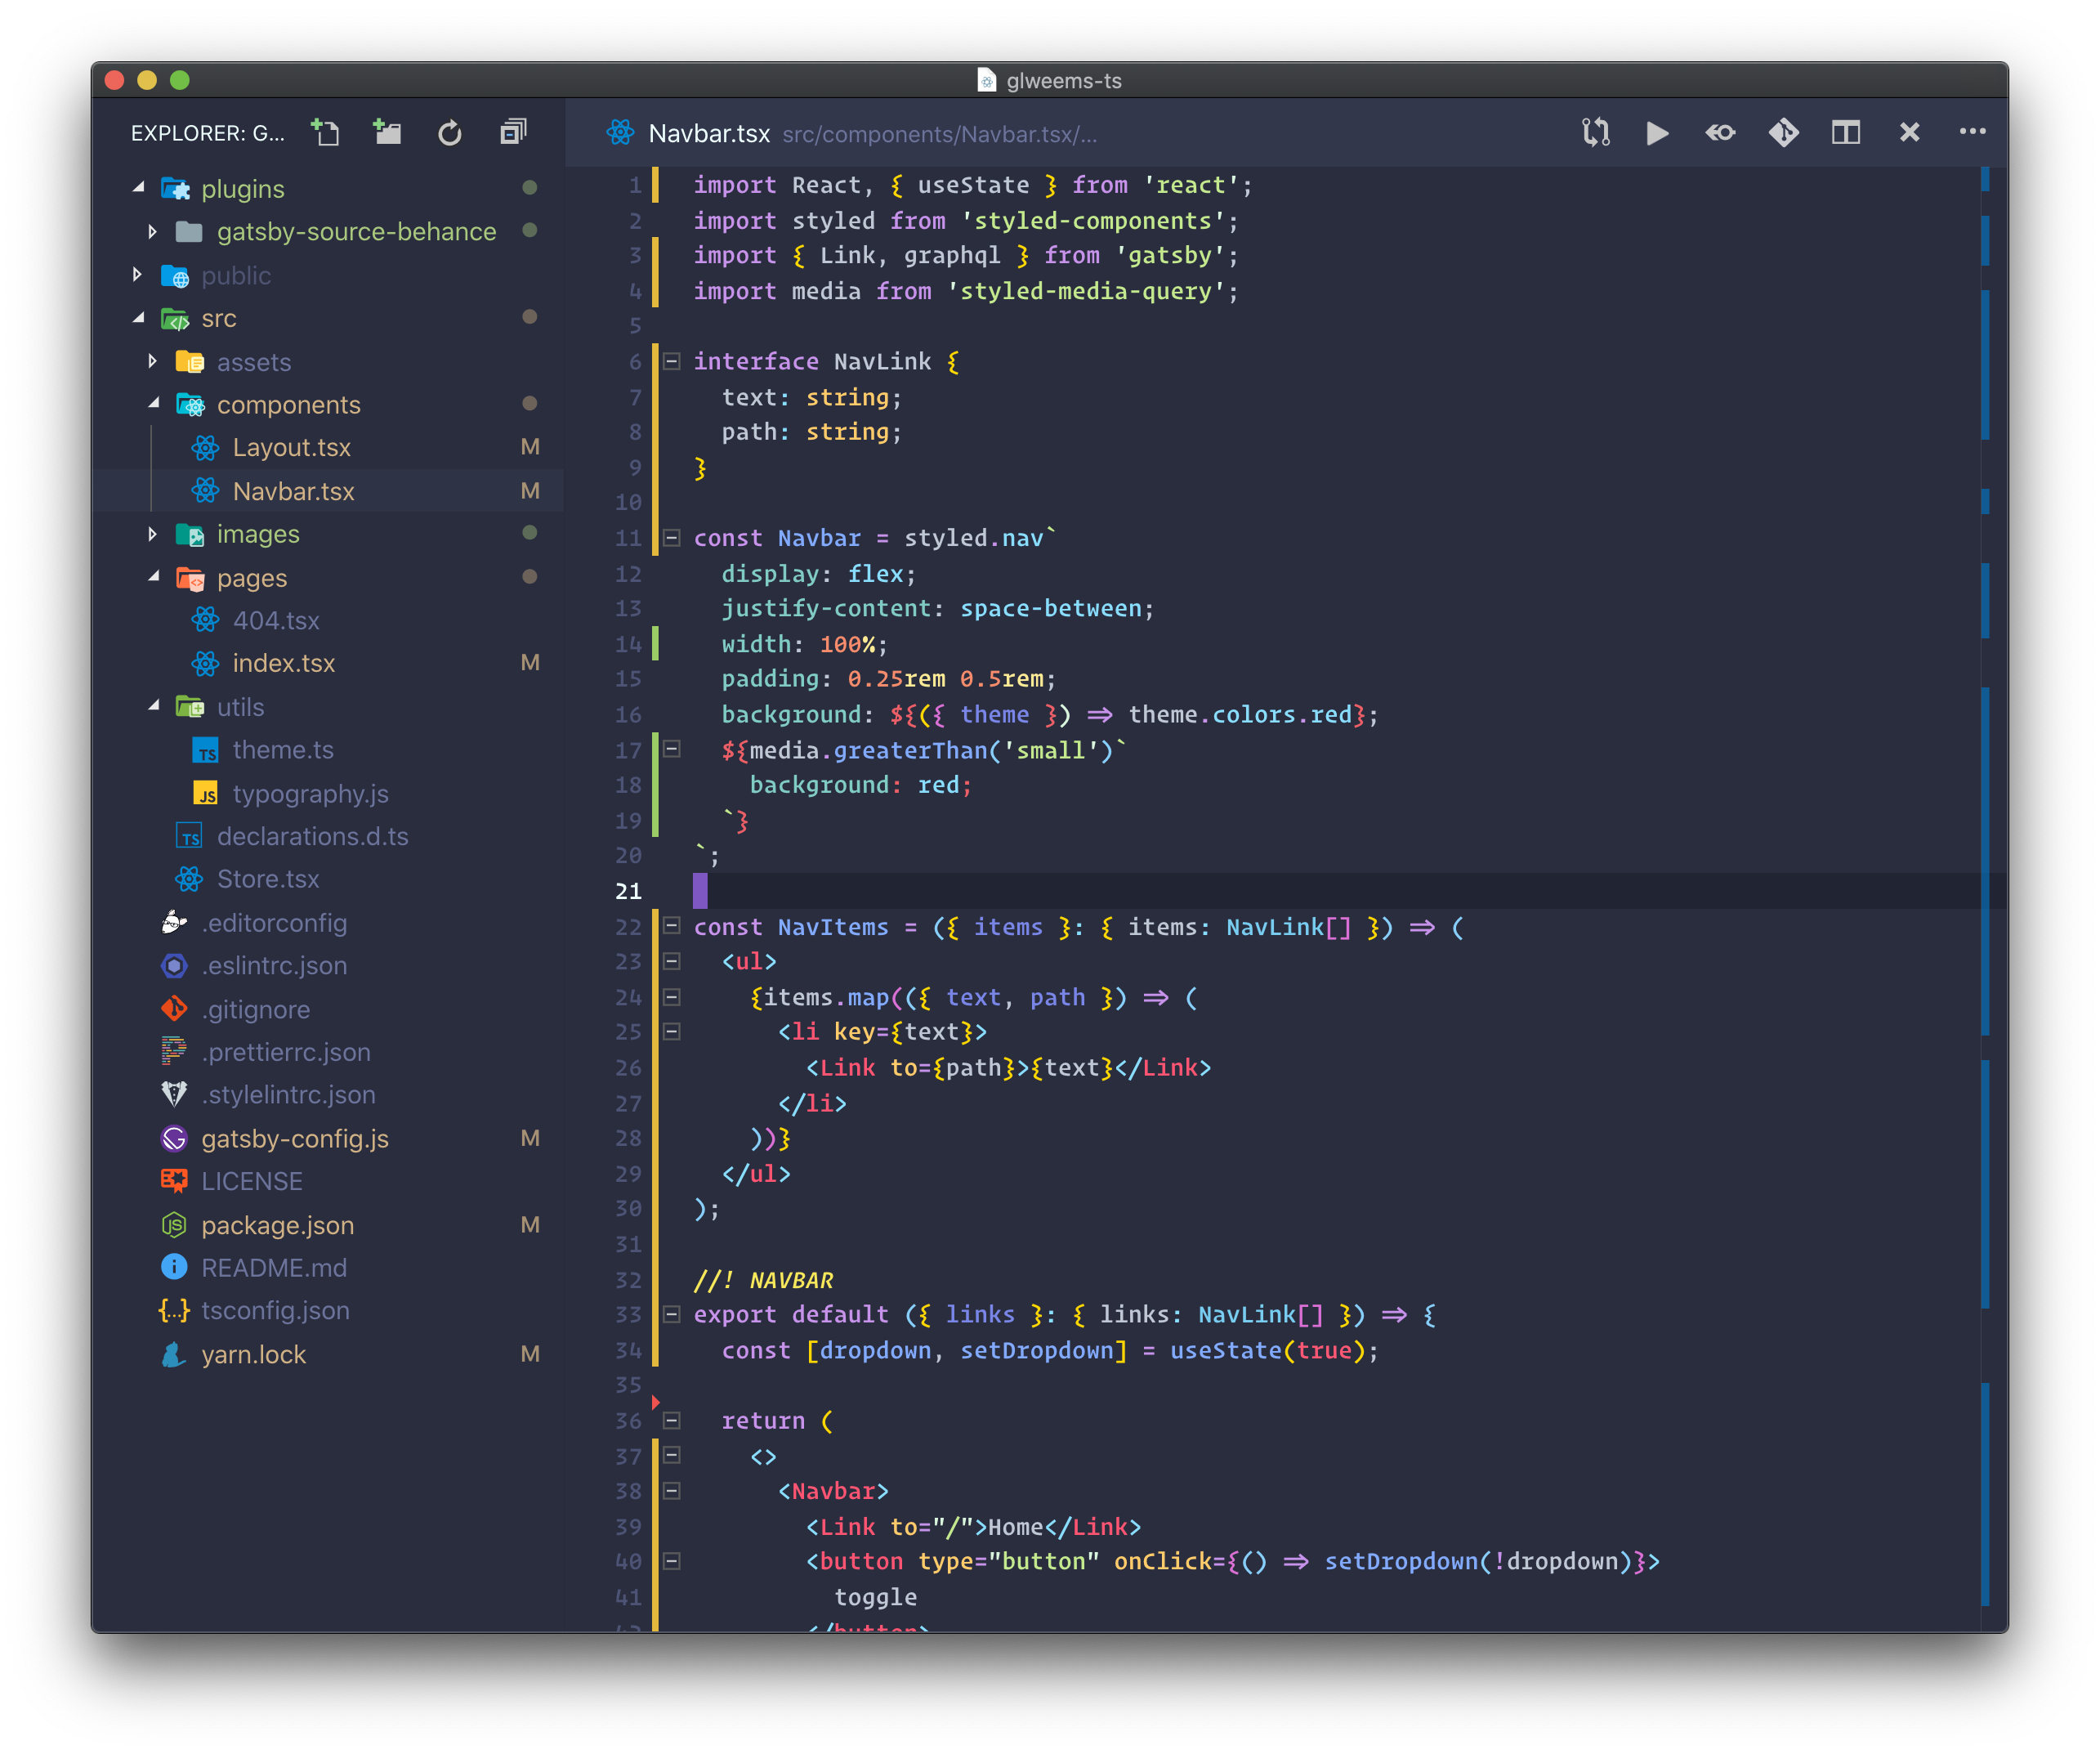 glweems-ts
EXPLORER: G...
plugins
gatsby-source-behance
public
src
assets
components
Layout.tsx M
Navbar.tsx M
images
pages
404.tsx
index.tsx M
utils
TS theme.ts
JS typography.js
TS declarations.d.ts
Store.tsx
.editorconfig
.eslintrc.json
.gitignore
.prettierrc.json
.stylelintrc.json
gatsby-config.js M
LICENSE
JS package.json M
README.md
{...} tsconfig.json
yarn.lock M
Navbar.tsx src/components/Navbar.tsx/...
1 import React, { useState } from 'react';
2 import styled from 'styled-components';
3 import { Link, graphql } from 'gatsby';
4 import media from 'styled-media-query';
5
6 interface NavLink {
7   text: string;
8   path: string;
9 }
10
11 const Navbar = styled.nav`
12   display: flex;
13   justify-content: space-between;
14   width: 100%;
15   padding: 0.25rem 0.5rem;
16   background: ${({ theme }) => theme.colors.red};
17   ${media.greaterThan('small')`
18     background: red;
19   `}
20 `;
21
22 const NavItems = ({ items }: { items: NavLink[] }) => (
23   <ul>
24     {items.map(({ text, path }) => (
25       <li key={text}>
26         <Link to={path}>{text}</Link>
27       </li>
28     ))}
29   </ul>
30 );
31
32 //! NAVBAR
33 export default ({ links }: { links: NavLink[] }) => {
34   const [dropdown, setDropdown] = useState(true);
35
36   return (
37     <>
38       <Navbar>
39         <Link to="/">Home</Link>
40         <button type="button" onClick={() => setDropdown(!dropdown)}>
41           toggle
42         </button>